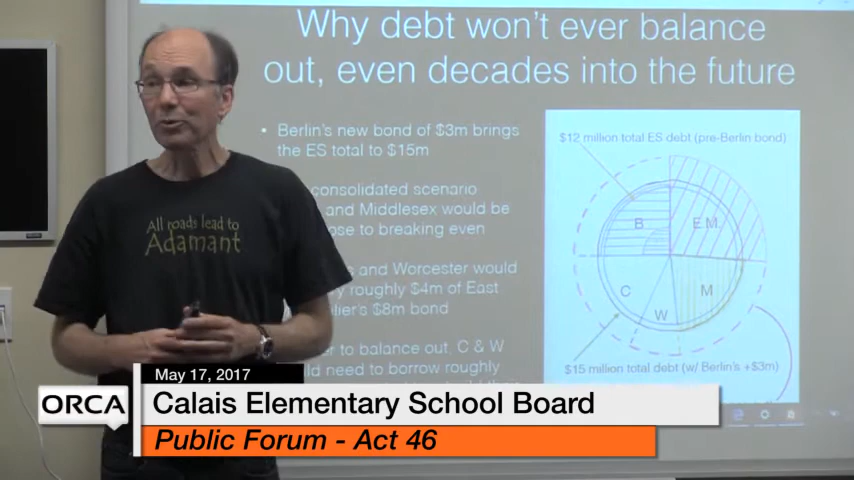 Why debt won't ever balance
out, even decades into the future
• Berlin's new bond of $3m brings
the ES total to $15m
consolidated scenario
and Middlesex would be
to breaking even
and Worcester would
roughly $4m of East
$8m bond
to balance out, C & W
need to borrow roughly
$12 million total ES debt (pre-Berlin bond)
B
E.M.
C
M
W
$15 million total debt (w/ Berlin's +$3m)
All roads lead to
Adamant
May 17, 2017
ORCA
Calais Elementary School Board
Public Forum - Act 46